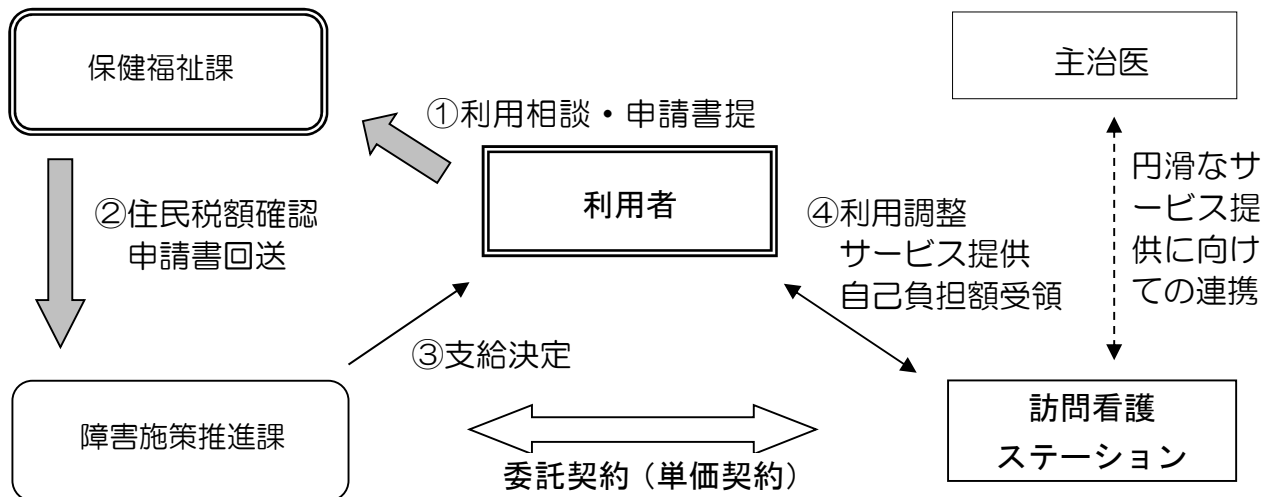 保健福祉課
主治医
①利用相談・申請書提
利用者
円滑なサ
ービス提
供に向け
ての連携
②住民税額確認
申請書回送
④利用調整
サービス提供
自己負担額受領
③支給決定
障害施策推進課
委託契約（単価契約）
訪問看護
ステーション